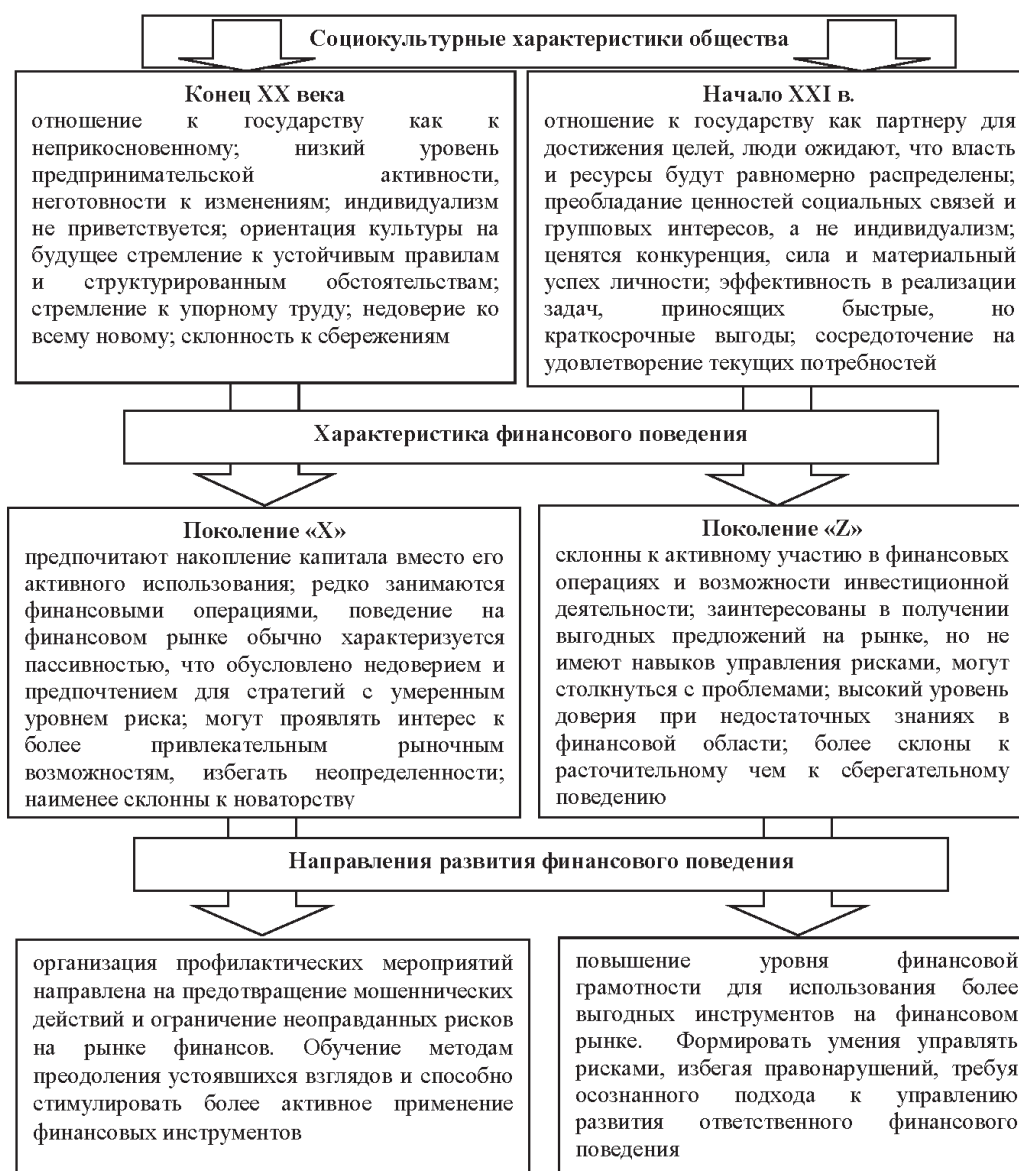 Социокультурные характеристики общества
Конец XX века
отношение к государству как к
неприкосновенному; низкий уровень
предпринимательской активности,
неготовности к изменениям; индивидуализм
не приветствуется; ориентация культуры на
будущее стремление к устойчивым правилам
и структурированным обстоятельствам;
стремление к упорному труду; недоверие ко
всему новому; склонность к сбережениям
Начало XXI в.
отношение к государству как партнеру для
достижения целей, люди ожидают, что власть
и ресурсы будут равномерно распределены;
преобладание ценностей социальных связей и
групповых интересов, а не индивидуализм;
ценятся конкуренция, сила и материальный
успех личности; эффективность в реализации
задач, приносящих быстрые, но
краткосрочные выгоды; сосредоточение на
удовлетворение текущих потребностей
Характеристика финансового поведения
Поколение «X»
предпочитают накопление капитала вместо его
активного использования; редко занимаются
финансовыми операциями, поведение на
финансовом рынке обычно характеризуется
пассивностью, что обусловлено недоверием и
предпочтением для стратегий с умеренным
уровнем риска; могут проявлять интерес к
более привлекательным рыночным
возможностям, избегать неопределенности;
наименее склонны к новаторству
Поколение «Z»
склонны к активному участию в финансовых
операциях и возможности инвестиционной
деятельности; заинтересованы в получении
выгодных предложений на рынке, но не
имеют навыков управления рисками, могут
столкнуться с проблемами; высокий уровень
доверия при недостаточных знаниях в
финансовой области; более склоны к
расточительному чем к сберегательному
поведению
Направления развития финансового поведения
организация профилактических мероприятий
направлена на предотвращение мошеннических
действий и ограничение неоправданных рисков
на рынке финансов. Обучение методам
преодоления устоявшихся взглядов и способно
стимулировать более активное применение
финансовых инструментов
повышение уровня финансовой
грамотности для использования более
выгодных инструментов на финансовом
рынке. Формировать умения управлять
рисками, избегая правонарушений, требуя
осознанного подхода к управлению
развития ответственного финансового
поведения